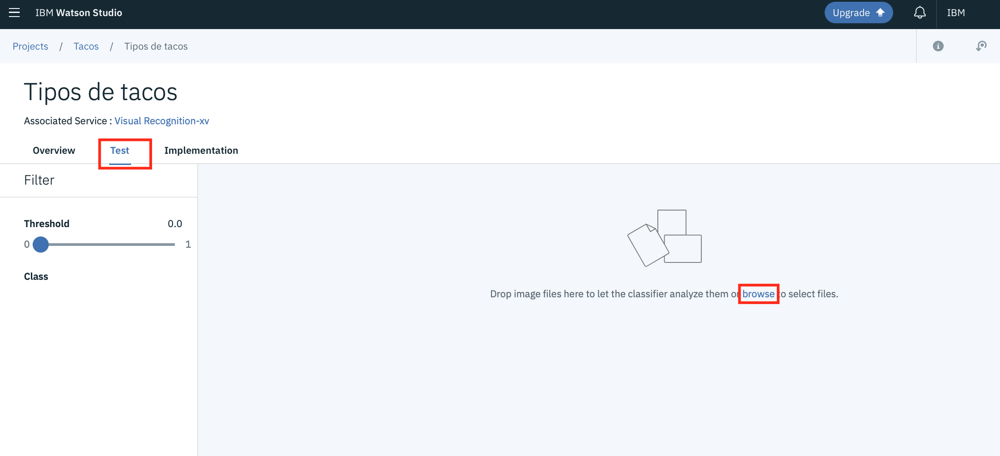 IBM Watson Studio
Upgrade
IBM
Projects / Tacos / Tipos de tacos
Tipos de tacos
Associated Service : Visual Recognition-xv
Overview
Test
Implementation
Filter
Threshold 0.0
0 1
Class
Drop image files here to let the classifier analyze them or browse to select files.